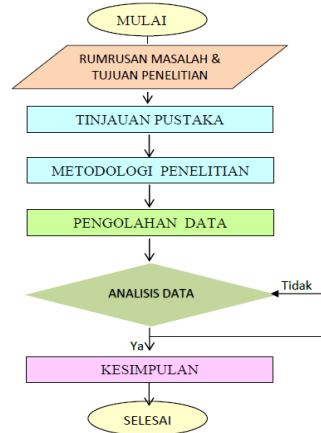 MULAI
RUMRUSAN MASALAH &
TUJUAN PENELITIAN
TINJAUAN PUSTAKA
METODOLOGI PENELITIAN
PENGOLAHAN DATA
ANALISIS DATA
Tidak
Ya
KESIMPULAN
SELESAI